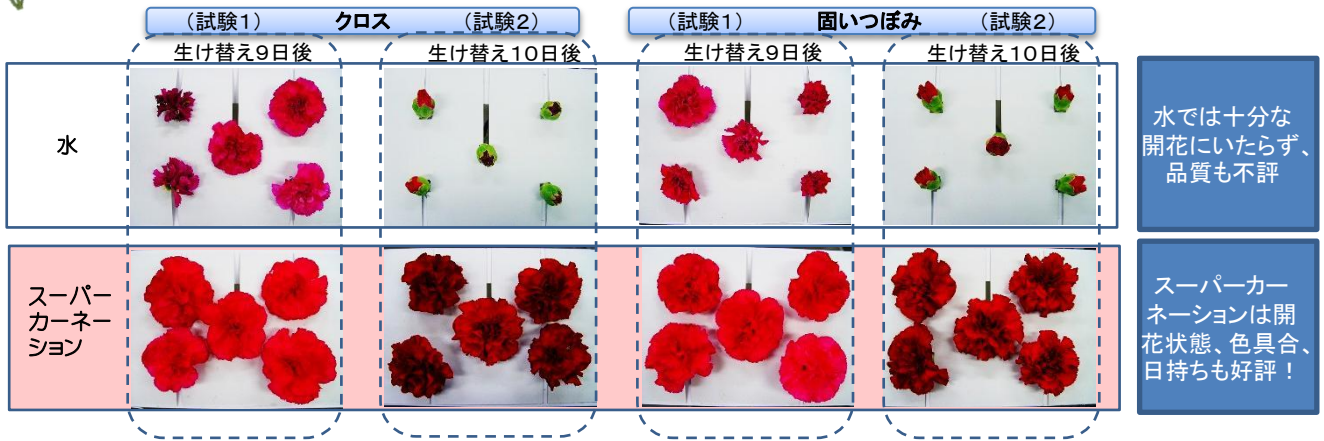 （試験１） クロス （試験２）
（試験１） 固いつぼみ （試験２）
生け替え９日後
生け替え１０日後
生け替え９日後
生け替え１０日後
水
水では十分な
開花にいたらず、
品質も不評
スーパー
カーネー
ション
スーパーカー
ネーションは開
花状態、色具合、
日持ちも好評！